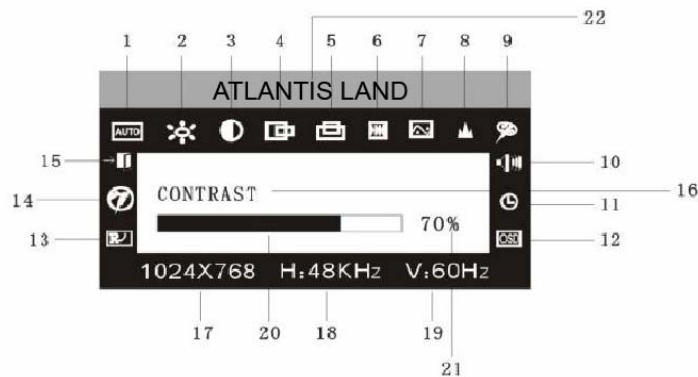 22
1 2 3 4 5 6 7 8 9
ATLANTIS LAND
AUTO
15 10
CONTRAST 16
14 11
70%
13 OSD 12
1024X768 H:48KHz V:60Hz
17 20 18 19
21